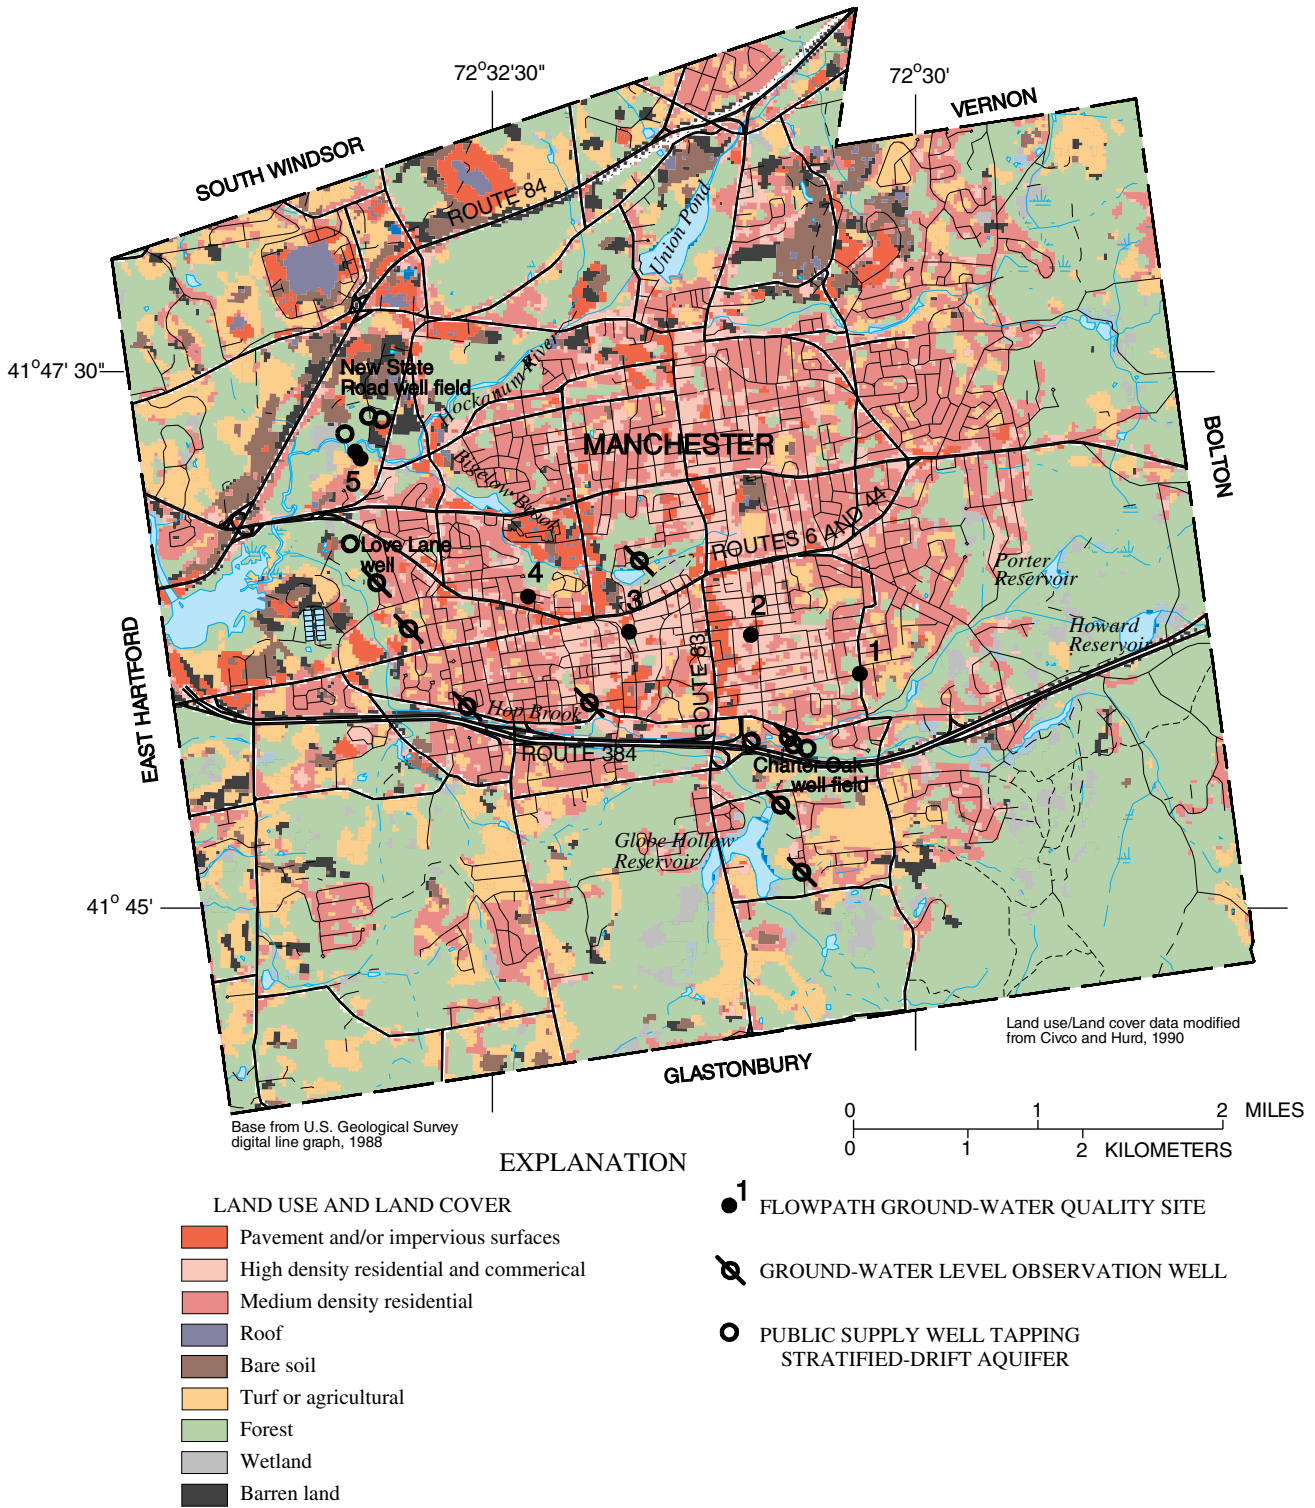 72°32'30"
72°30'
VERNON
SOUTH WINDSOR
ROUTE 84
Union Pond
41°47' 30"
New State
Road well field
Hockanum River
MANCHESTER
BOLTON
5
Bigelow Brook
ROUTES 6 AND 44
Love Lane
well
Porter
Reservoir
4
3
2
Howard
Reservoir
1
EAST HARTFORD
ROUTE 83
Hop Brook
ROUTE 384
Charter Oak
well field
Globe Hollow
Reservoir
41° 45'
Land use/Land cover data modified
from Civco and Hurd, 1990
GLASTONBURY
Base from U.S. Geological Survey
digital line graph, 1988
0 1 2 MILES
0 1 2 KILOMETERS
EXPLANATION
LAND USE AND LAND COVER
Pavement and/or impervious surfaces
High density residential and commerical
Medium density residential
Roof
Bare soil
Turf or agricultural
Forest
Wetland
Barren land
1
FLOWPATH GROUND-WATER QUALITY SITE
GROUND-WATER LEVEL OBSERVATION WELL
PUBLIC SUPPLY WELL TAPPING
STRATIFIED-DRIFT AQUIFER